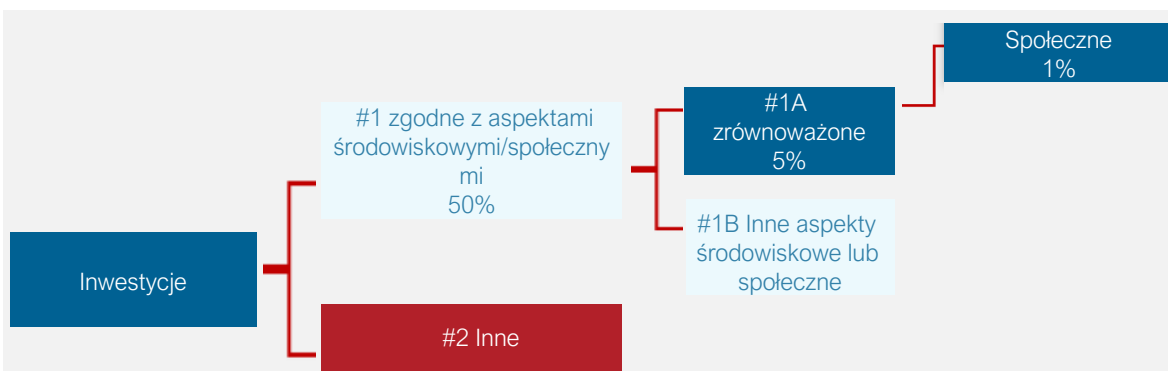 Społeczne
1%
#1A
zrównoważone
5%
#1 zgodne z aspektami
środowiskowymi/społeczny
mi
50%
#1B Inne aspekty
środowiskowe lub
społeczne
Inwestycje
#2 Inne